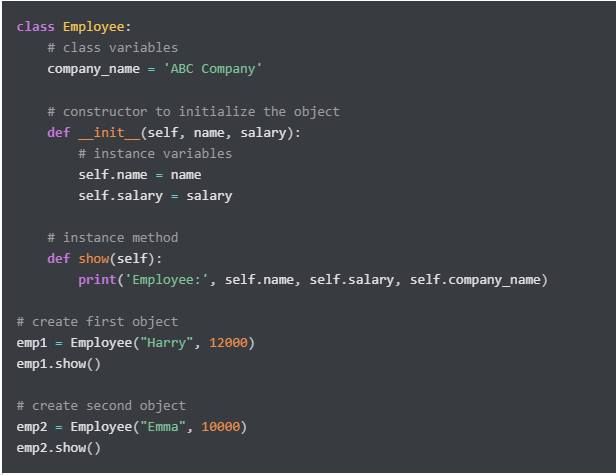 class Employee:
    # class variables
    company_name = 'ABC Company'

    # constructor to initialize the object
    def __init__(self, name, salary):
        # instance variables
        self.name = name
        self.salary = salary

    # instance method
    def show(self):
        print('Employee:', self.name, self.salary, self.company_name)

# create first object
emp1 = Employee("Harry", 12000)
emp1.show()

# create second object
emp2 = Employee("Emma", 10000)
emp2.show()